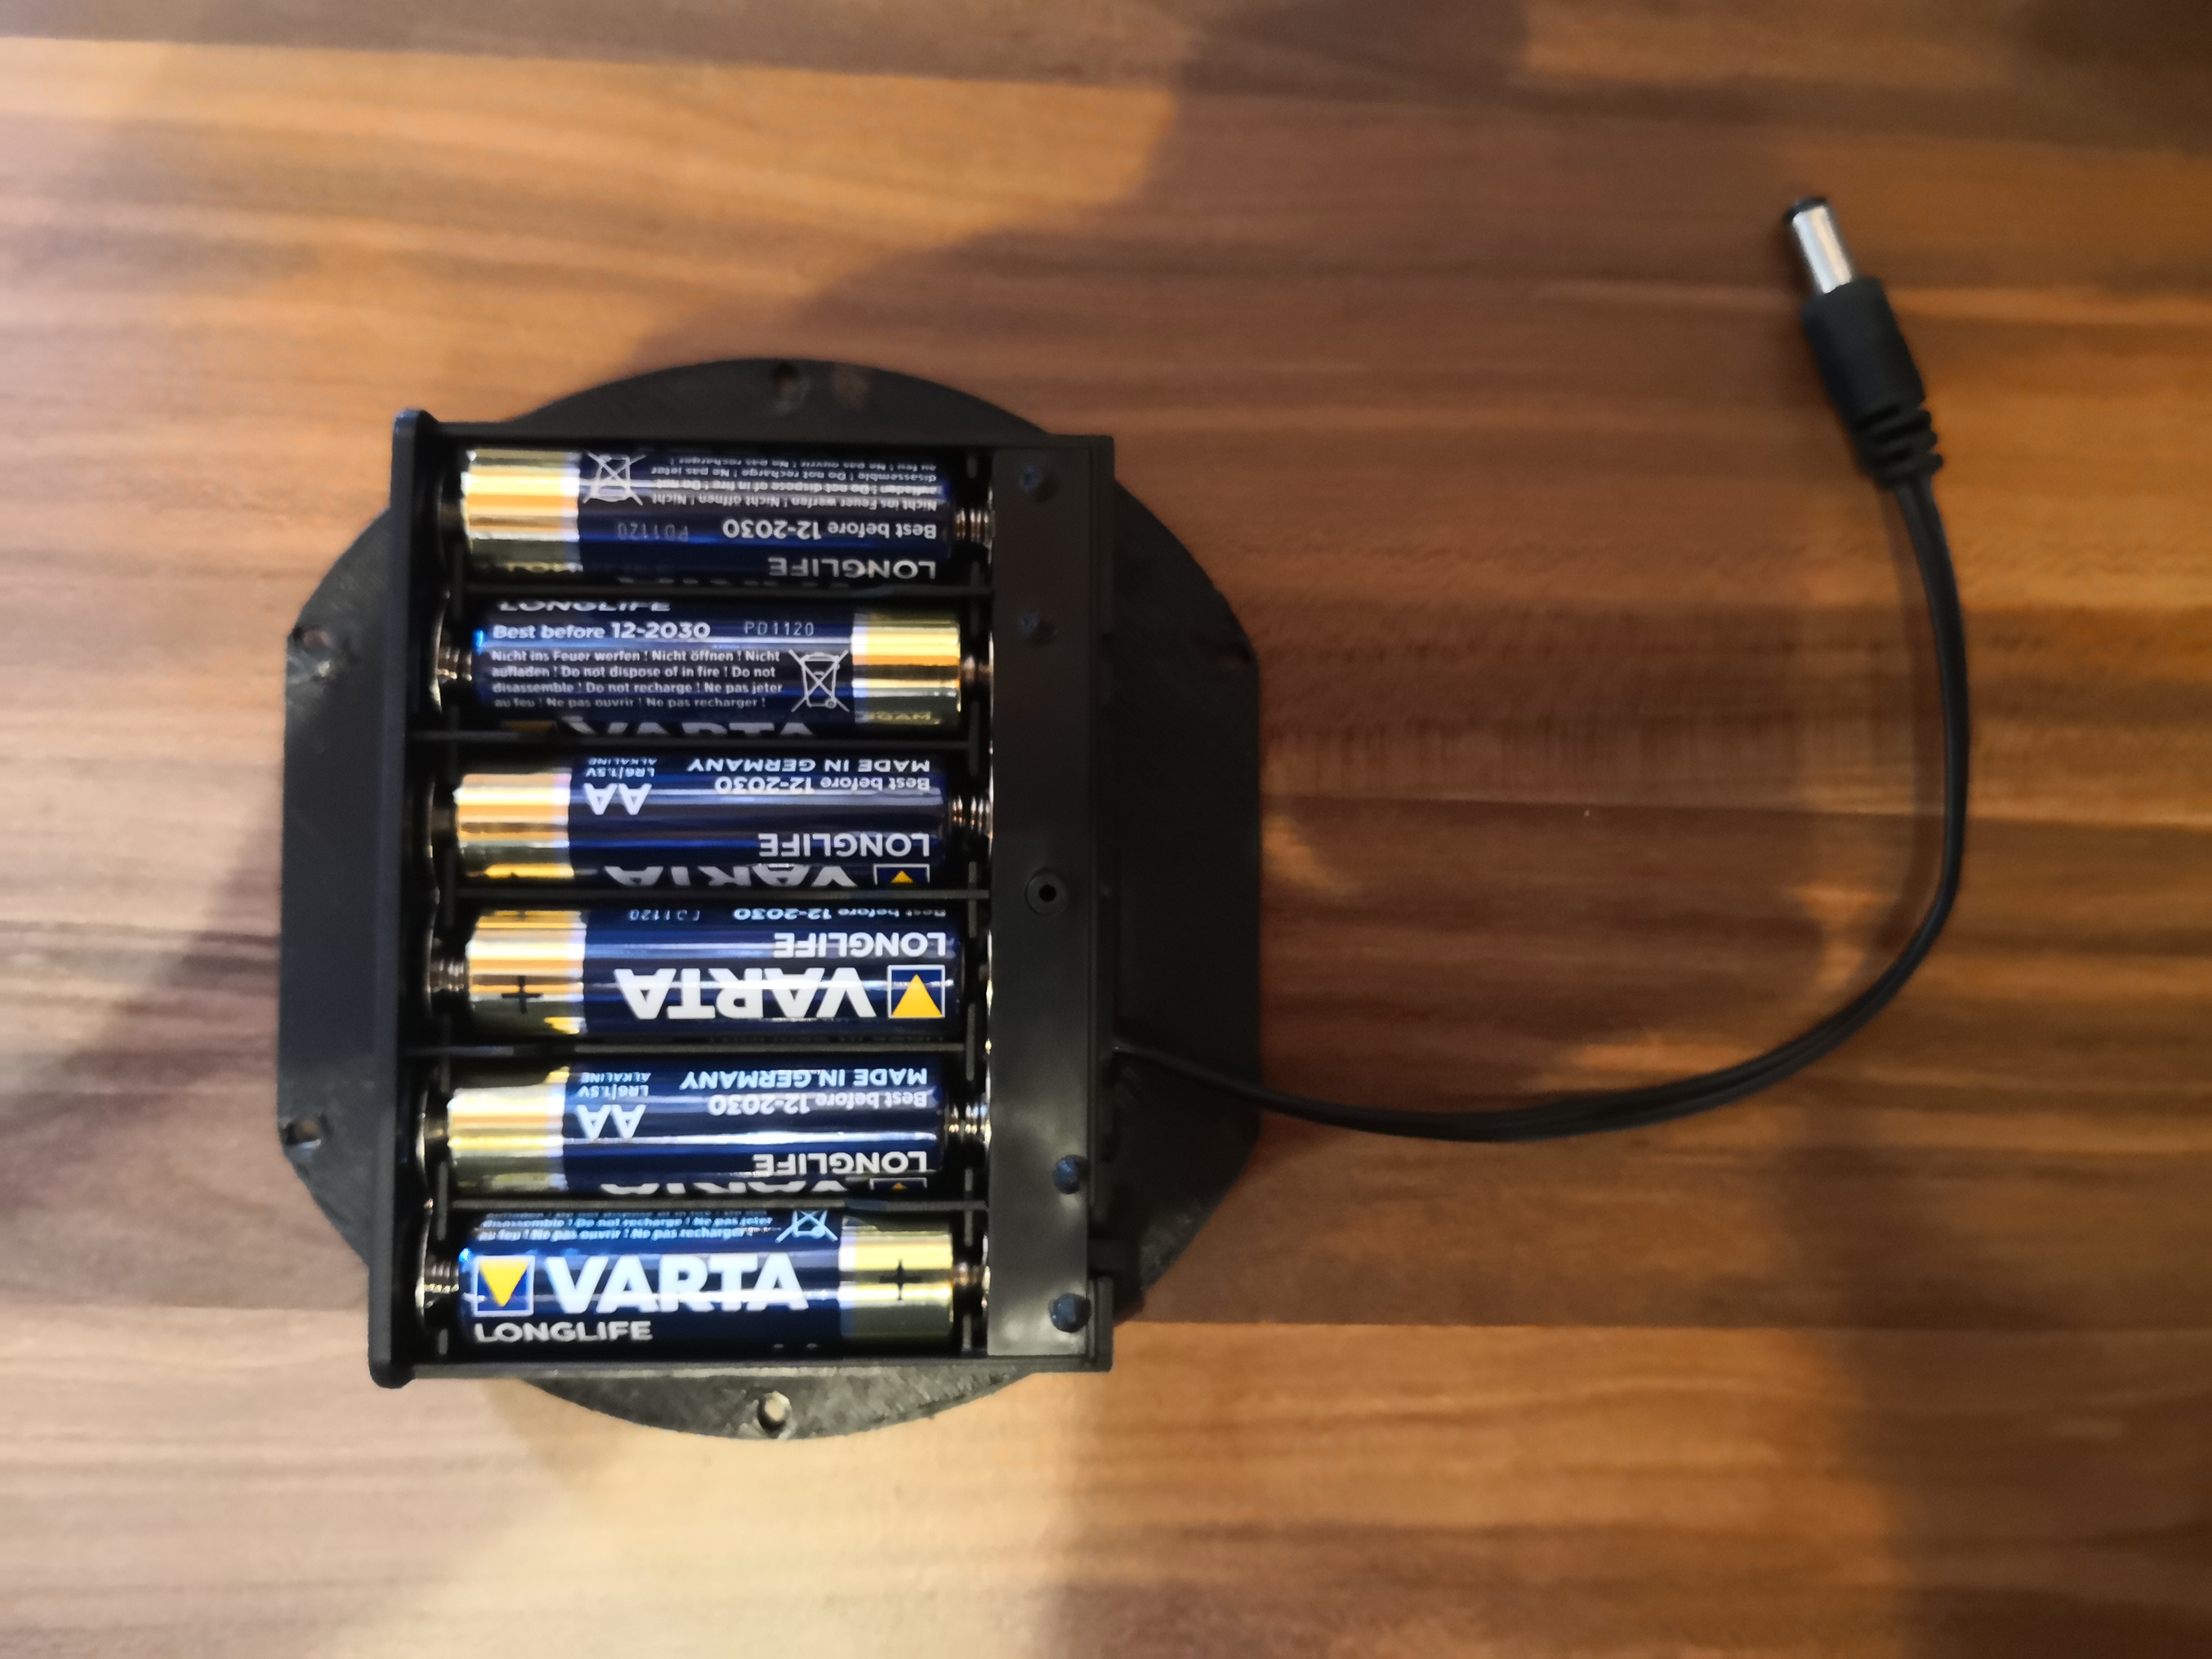 Nicht ins Feuer werfen ! Nicht öffnen ! Nicht
aufladen ! Do not dispose of in fire ! Do not
disassemble ! Do not recharge ! Ne pas jeter
au feu ! Ne pas ouvrir ! Ne pas recharger !
Best before 12-2030 PD1120
LONGLIFE
LONGLIFE
Best before 12-2030 PD1120
Nicht ins Feuer werfen ! Nicht öffnen ! Nicht
aufladen ! Do not dispose of in fire ! Do not
disassemble ! Do not recharge ! Ne pas jeter
au feu ! Ne pas ouvrir ! Ne pas recharger !
VARTA
MADE IN GERMANY
LR6/1.5V
ALKALINE
Best before 12-2030
AA
LONGLIFE
VARTA
Best before 12-2030 PD1120
LONGLIFE
VARTA
+
MADE IN GERMANY
LR6/1.5V
ALKALINE
Best before 12-2030
AA
LONGLIFE
VARTA
disassemble ! Do not recharge ! Ne pas jeter
au feu ! Ne pas ouvrir ! Ne pas recharger !
VARTA +
LONGLIFE